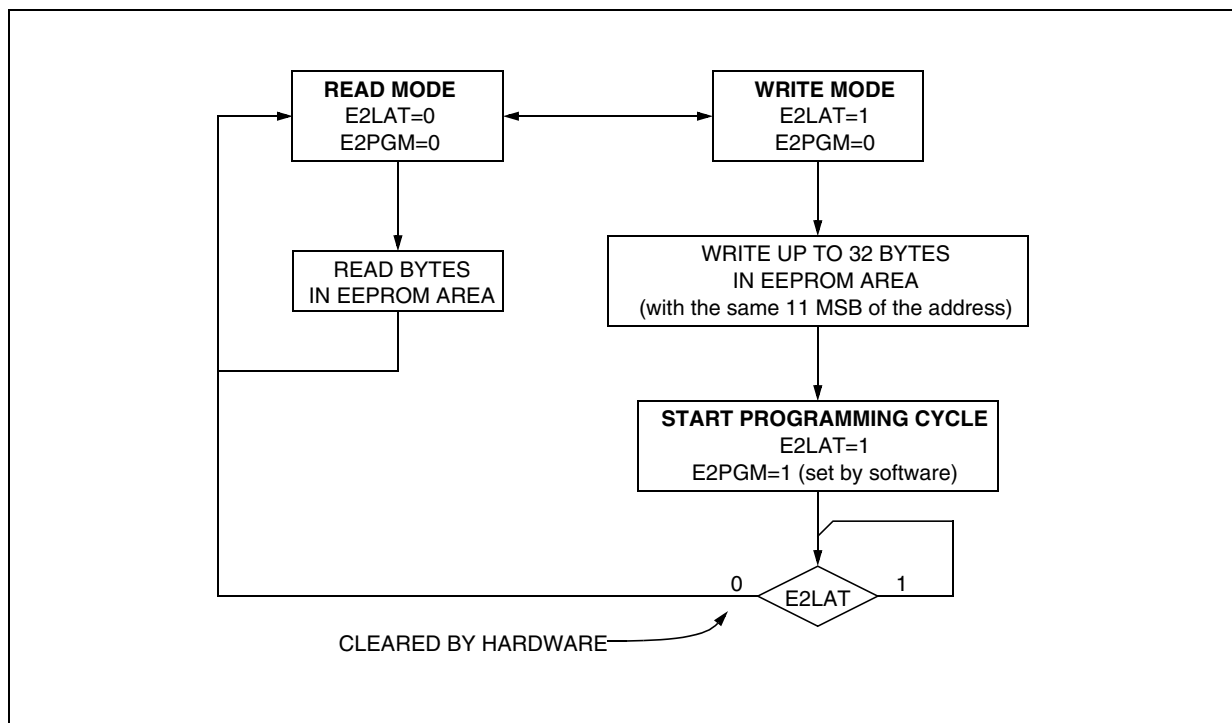 READ MODE
E2LAT=0
E2PGM=0
WRITE MODE
E2LAT=1
E2PGM=0
READ BYTES
IN EEPROM AREA
WRITE UP TO 32 BYTES
IN EEPROM AREA
(with the same 11 MSB of the address)
START PROGRAMMING CYCLE
E2LAT=1
E2PGM=1 (set by software)
0
E2LAT
1
CLEARED BY HARDWARE